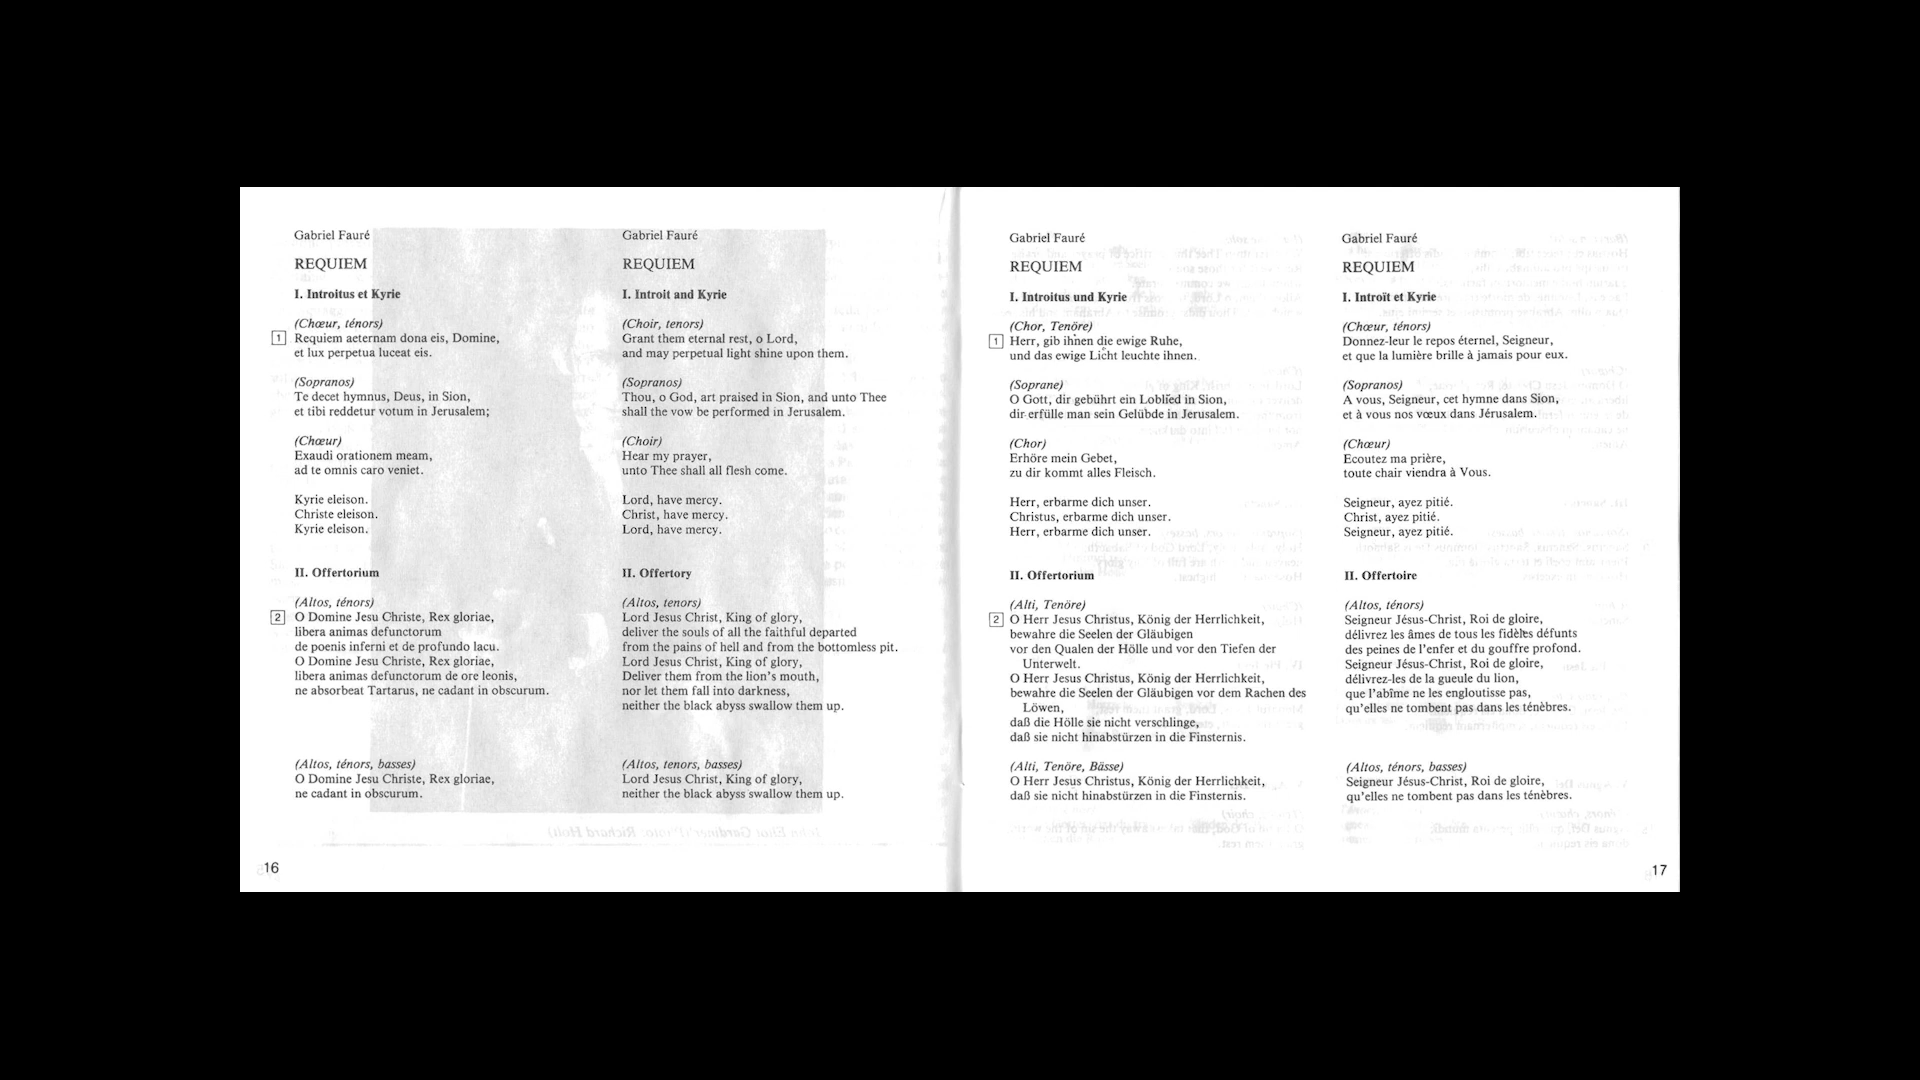 Gabriel Fauré
REQUIEM
I. Introitus et Kyrie
(Chœur, ténors)
1 Requiem aeternam dona eis, Domine,
et lux perpetua luceat eis.
(Sopranos)
Te decet hymnus, Deus, in Sion,
et tibi reddetur votum in Jerusalem;
(Chœur)
Exaudi orationem meam,
ad te omnis caro veniet.
Kyrie eleison.
Christe eleison.
Kyrie eleison.
II. Offertorium
(Altos, ténors)
2 O Domine Jesu Christe, Rex gloriae,
libera animas defunctorum
de poenis inferni et de profundo lacu.
O Domine Jesu Christe, Rex gloriae,
libera animas defunctorum de ore leonis,
ne absorbeat Tartarus, ne cadant in obscurum.
(Altos, ténors, basses)
O Domine Jesu Christe, Rex gloriae,
ne cadant in obscurum.
16
Gabriel Fauré
REQUIEM
I. Introit and Kyrie
(Choir, tenors)
Grant them eternal rest, o Lord,
and may perpetual light shine upon them.
(Sopranos)
Thou, o God, art praised in Sion, and unto Thee
shall the vow be performed in Jerusalem.
(Choir)
Hear my prayer,
unto Thee shall all flesh come.
Lord, have mercy.
Christ, have mercy.
Lord, have mercy.
II. Offertory
(Altos, tenors)
Lord Jesus Christ, King of glory,
deliver the souls of all the faithful departed
from the pains of hell and from the bottomless pit.
Lord Jesus Christ, King of glory,
Deliver them from the lion's mouth,
nor let them fall into darkness,
neither the black abyss swallow them up.
(Altos, tenors, basses)
Lord Jesus Christ, King of glory,
neither the black abyss swallow them up.
Gabriel Fauré
REQUIEM
I. Introitus und Kyrie
(Chor, Tenöre)
1 Herr, gib ihnen die ewige Ruhe,
und das ewige Licht leuchte ihnen.
(Soprane)
O Gott, dir gebührt ein Loblied in Sion,
dir erfülle man sein Gelübde in Jerusalem.
(Chor)
Erhöre mein Gebet,
zu dir kommt alles Fleisch.
Herr, erbarme dich unser.
Christus, erbarme dich unser.
Herr, erbarme dich unser.
II. Offertorium
(Alti, Tenöre)
2 O Herr Jesus Christus, König der Herrlichkeit,
bewahre die Seelen der Gläubigen
vor den Qualen der Hölle und vor den Tiefen der
Unterwelt.
O Herr Jesus Christus, König der Herrlichkeit,
bewahre die Seelen der Gläubigen vor dem Rachen des
Löwen,
daß die Hölle sie nicht verschlinge,
daß sie nicht hinabstürzen in die Finsternis.
(Alti, Tenöre, Bässe)
O Herr Jesus Christus, König der Herrlichkeit,
daß sie nicht hinabstürzen in die Finsternis.
Gabriel Fauré
REQUIEM
I. Introït et Kyrie
(Chœur, ténors)
Donnez-leur le repos éternel, Seigneur,
et que la lumière brille à jamais pour eux.
(Sopranos)
A vous, Seigneur, cet hymne dans Sion,
et à vous nos vœux dans Jérusalem.
(Chœur)
Ecoutez ma prière,
toute chair viendra à Vous.
Seigneur, ayez pitié.
Christ, ayez pitié.
Seigneur, ayez pitié.
II. Offertoire
(Altos, ténors)
Seigneur Jésus-Christ, Roi de gloire,
délivrez les âmes de tous les fidèles défunts
des peines de l'enfer et du gouffre profond.
Seigneur Jésus-Christ, Roi de gloire,
délivrez-les de la gueule du lion,
que l'abîme ne les engloutisse pas,
qu'elles ne tombent pas dans les ténèbres.
(Altos, ténors, basses)
Seigneur Jésus-Christ, Roi de gloire,
qu'elles ne tombent pas dans les ténèbres.
17